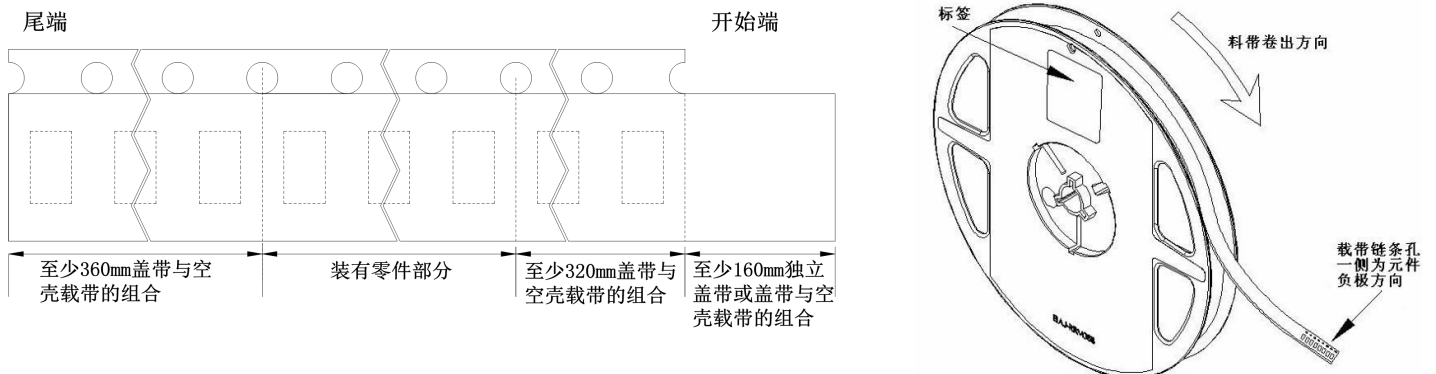 尾端
开始端
至少360mm盖带与空
壳载带的组合
装有零件部分
至少320mm盖带与
空壳载带的组合
至少160mm独立
盖带或盖带与空
壳载带的组合
标签
料带卷出方向
载带链条孔
一侧为元件
负极方向